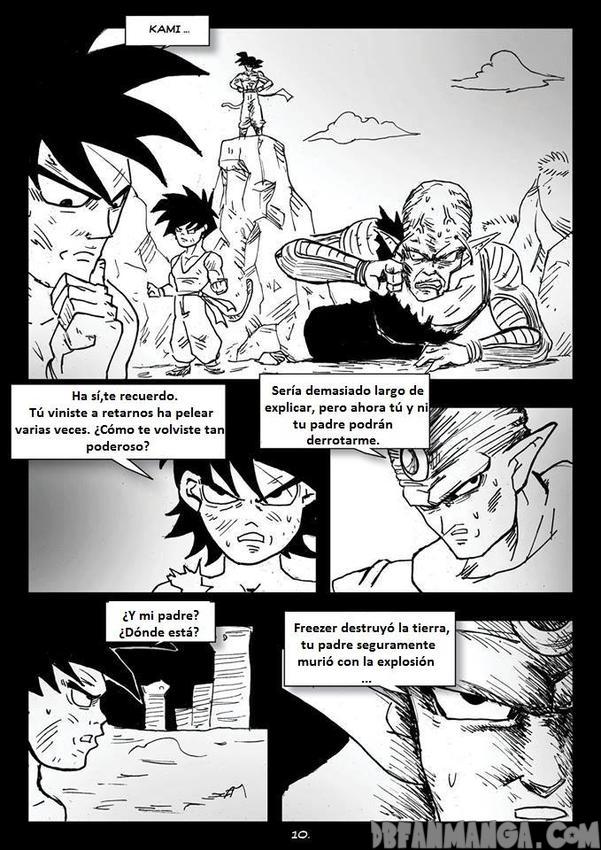 KAMI ...
Ha sí,te recuerdo.
Tú viniste a retarnos ha pelear
varias veces. ¿Cómo te volviste tan
poderoso?
Sería demasiado largo de
explicar, pero ahora tú y ni
tu padre podrán
derrotarme.
¿Y mi padre?
¿Dónde está?
Freezer destruyó la tierra,
tu padre seguramente
murió con la explosión
...
10.
DBFANMANGA.COM